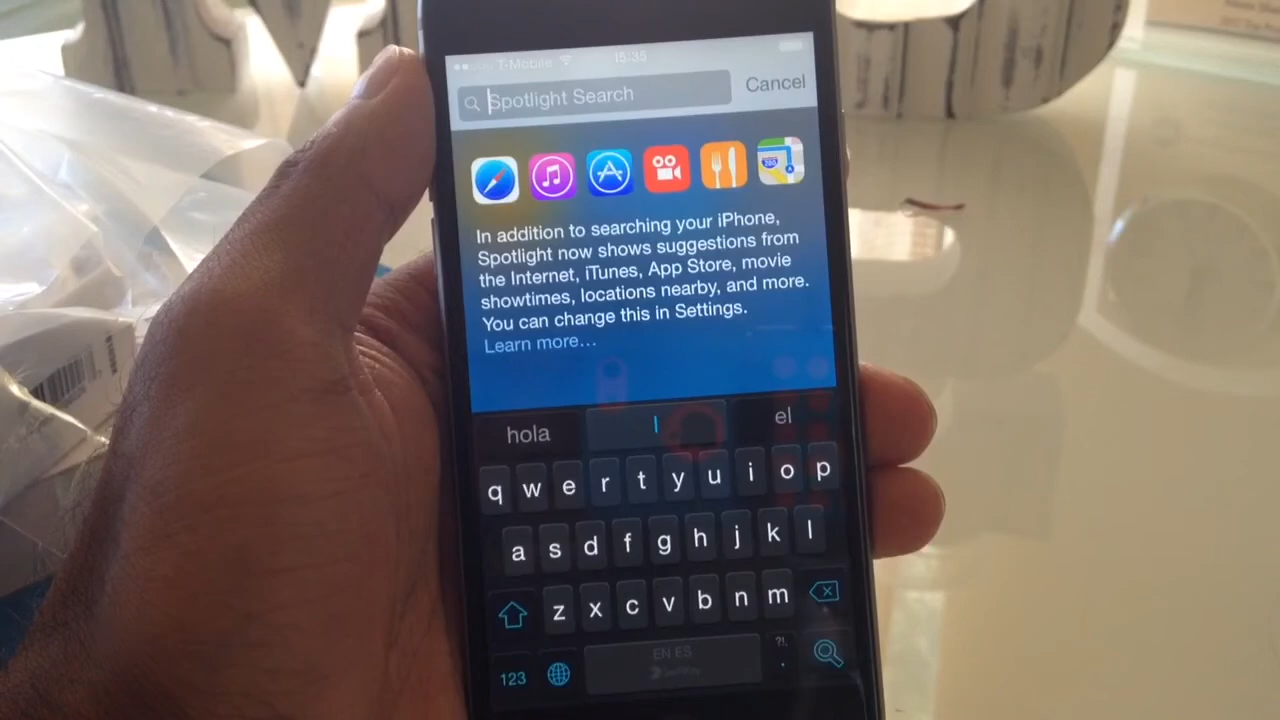 T-Mobile 15:35
Spotlight Search
Cancel
280
In addition to searching your iPhone,
Spotlight now shows suggestions from
the Internet, iTunes, App Store, movie
showtimes, locations nearby, and more.
You can change this in Settings.
Learn more...
hola I el
q w e r t y u i o p
a s d f g h j k l
z x c v b n m
?!,
.
123
EN ES